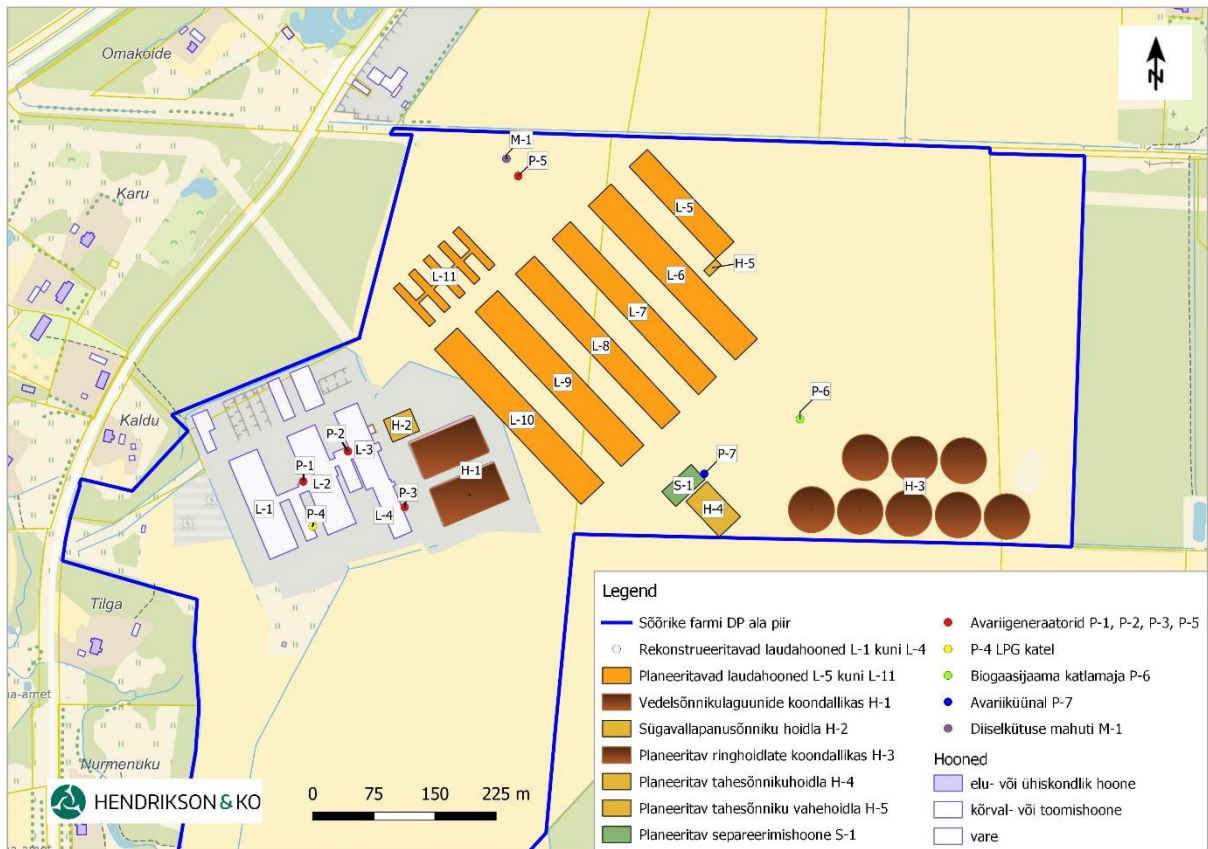 Omakoide
N
M-1
P-5
Karu
L-5
H-5
L-6
L-11
L-7
L-8
L-9
P-6
L-10
Kaldu
H-2
P-2
L-3
P-7
H-1
P-1
L-2
S-1
H-3
P-3
L-1
H-4
P-4
L-4
Tilga
na-amet
Nurmenuku
HENDRIKSON & KO
0 75 150 225 m
Legend
Sõõrike farmi DP ala piir
Rekonstrueeritavad laudahooned L-1 kuni L-4
Planeeritavad laudahooned L-5 kuni L-11
Vedelsõnnikulaguunide koondallikas H-1
Sügavallapanusõnniku hoidla H-2
Planeeritav ringhoidlate koondallikas H-3
Planeeritav tahesõnnikuhoidla H-4
Planeeritav tahesõnniku vahehoidla H-5
Planeeritav separeerimishoone S-1
Avariigeneraatorid P-1, P-2, P-3, P-5
P-4 LPG katel
Biogaasijaama katlamaja P-6
Avariiküünal P-7
Diiselkütuse mahuti M-1
Hooned
elu- või ühiskondlik hoone
kõrval- või toomishoone
vare